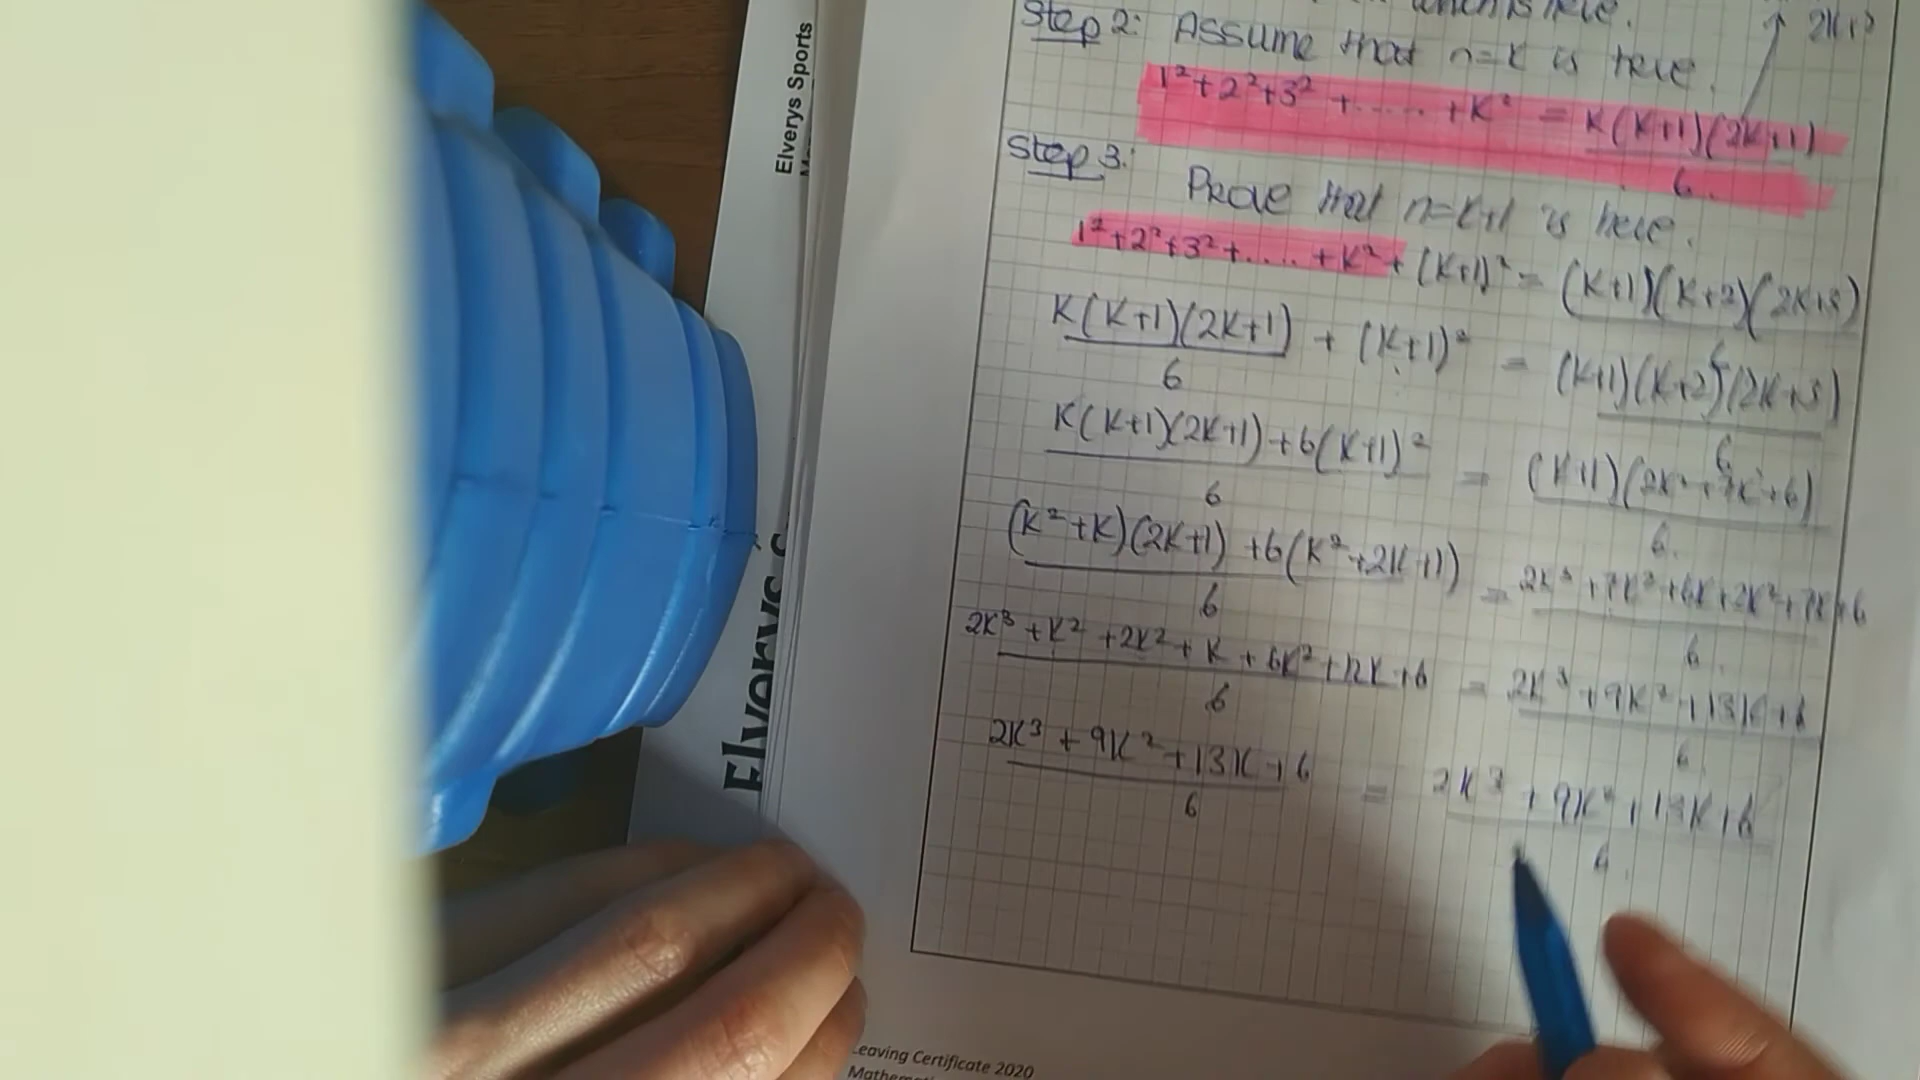 which is true.
2K+3
Step 2: Assume that n=K is true.
1²+2²+3²+......+K² = K(K+1)(2K+1)
6
Step 3: Prove that n=K+1 is true.
1²+2²+3²+.....+K²+(K+1)² = (K+1)(K+2)(2K+3)
6
K(K+1)(2K+1) + (K+1)² = (K+1)(K+2)(2K+3)
6 6
K(K+1)(2K+1)+6(K+1)² = (K+1)(2K²+7K+6)
6 6.
(K²+K)(2K+1)+6(K²+2K+1) = 2K³+7K²+6K+2K²+7K+6
6 6.
2K³+K²+2K²+K+6K²+12K+6 = 2K³+9K²+13K+6
6 6.
2K³+9K²+13K+6 = 2K³+9K²+13K+6
6 6.
Leaving Certificate 2020
Elverys Sports
Elverys